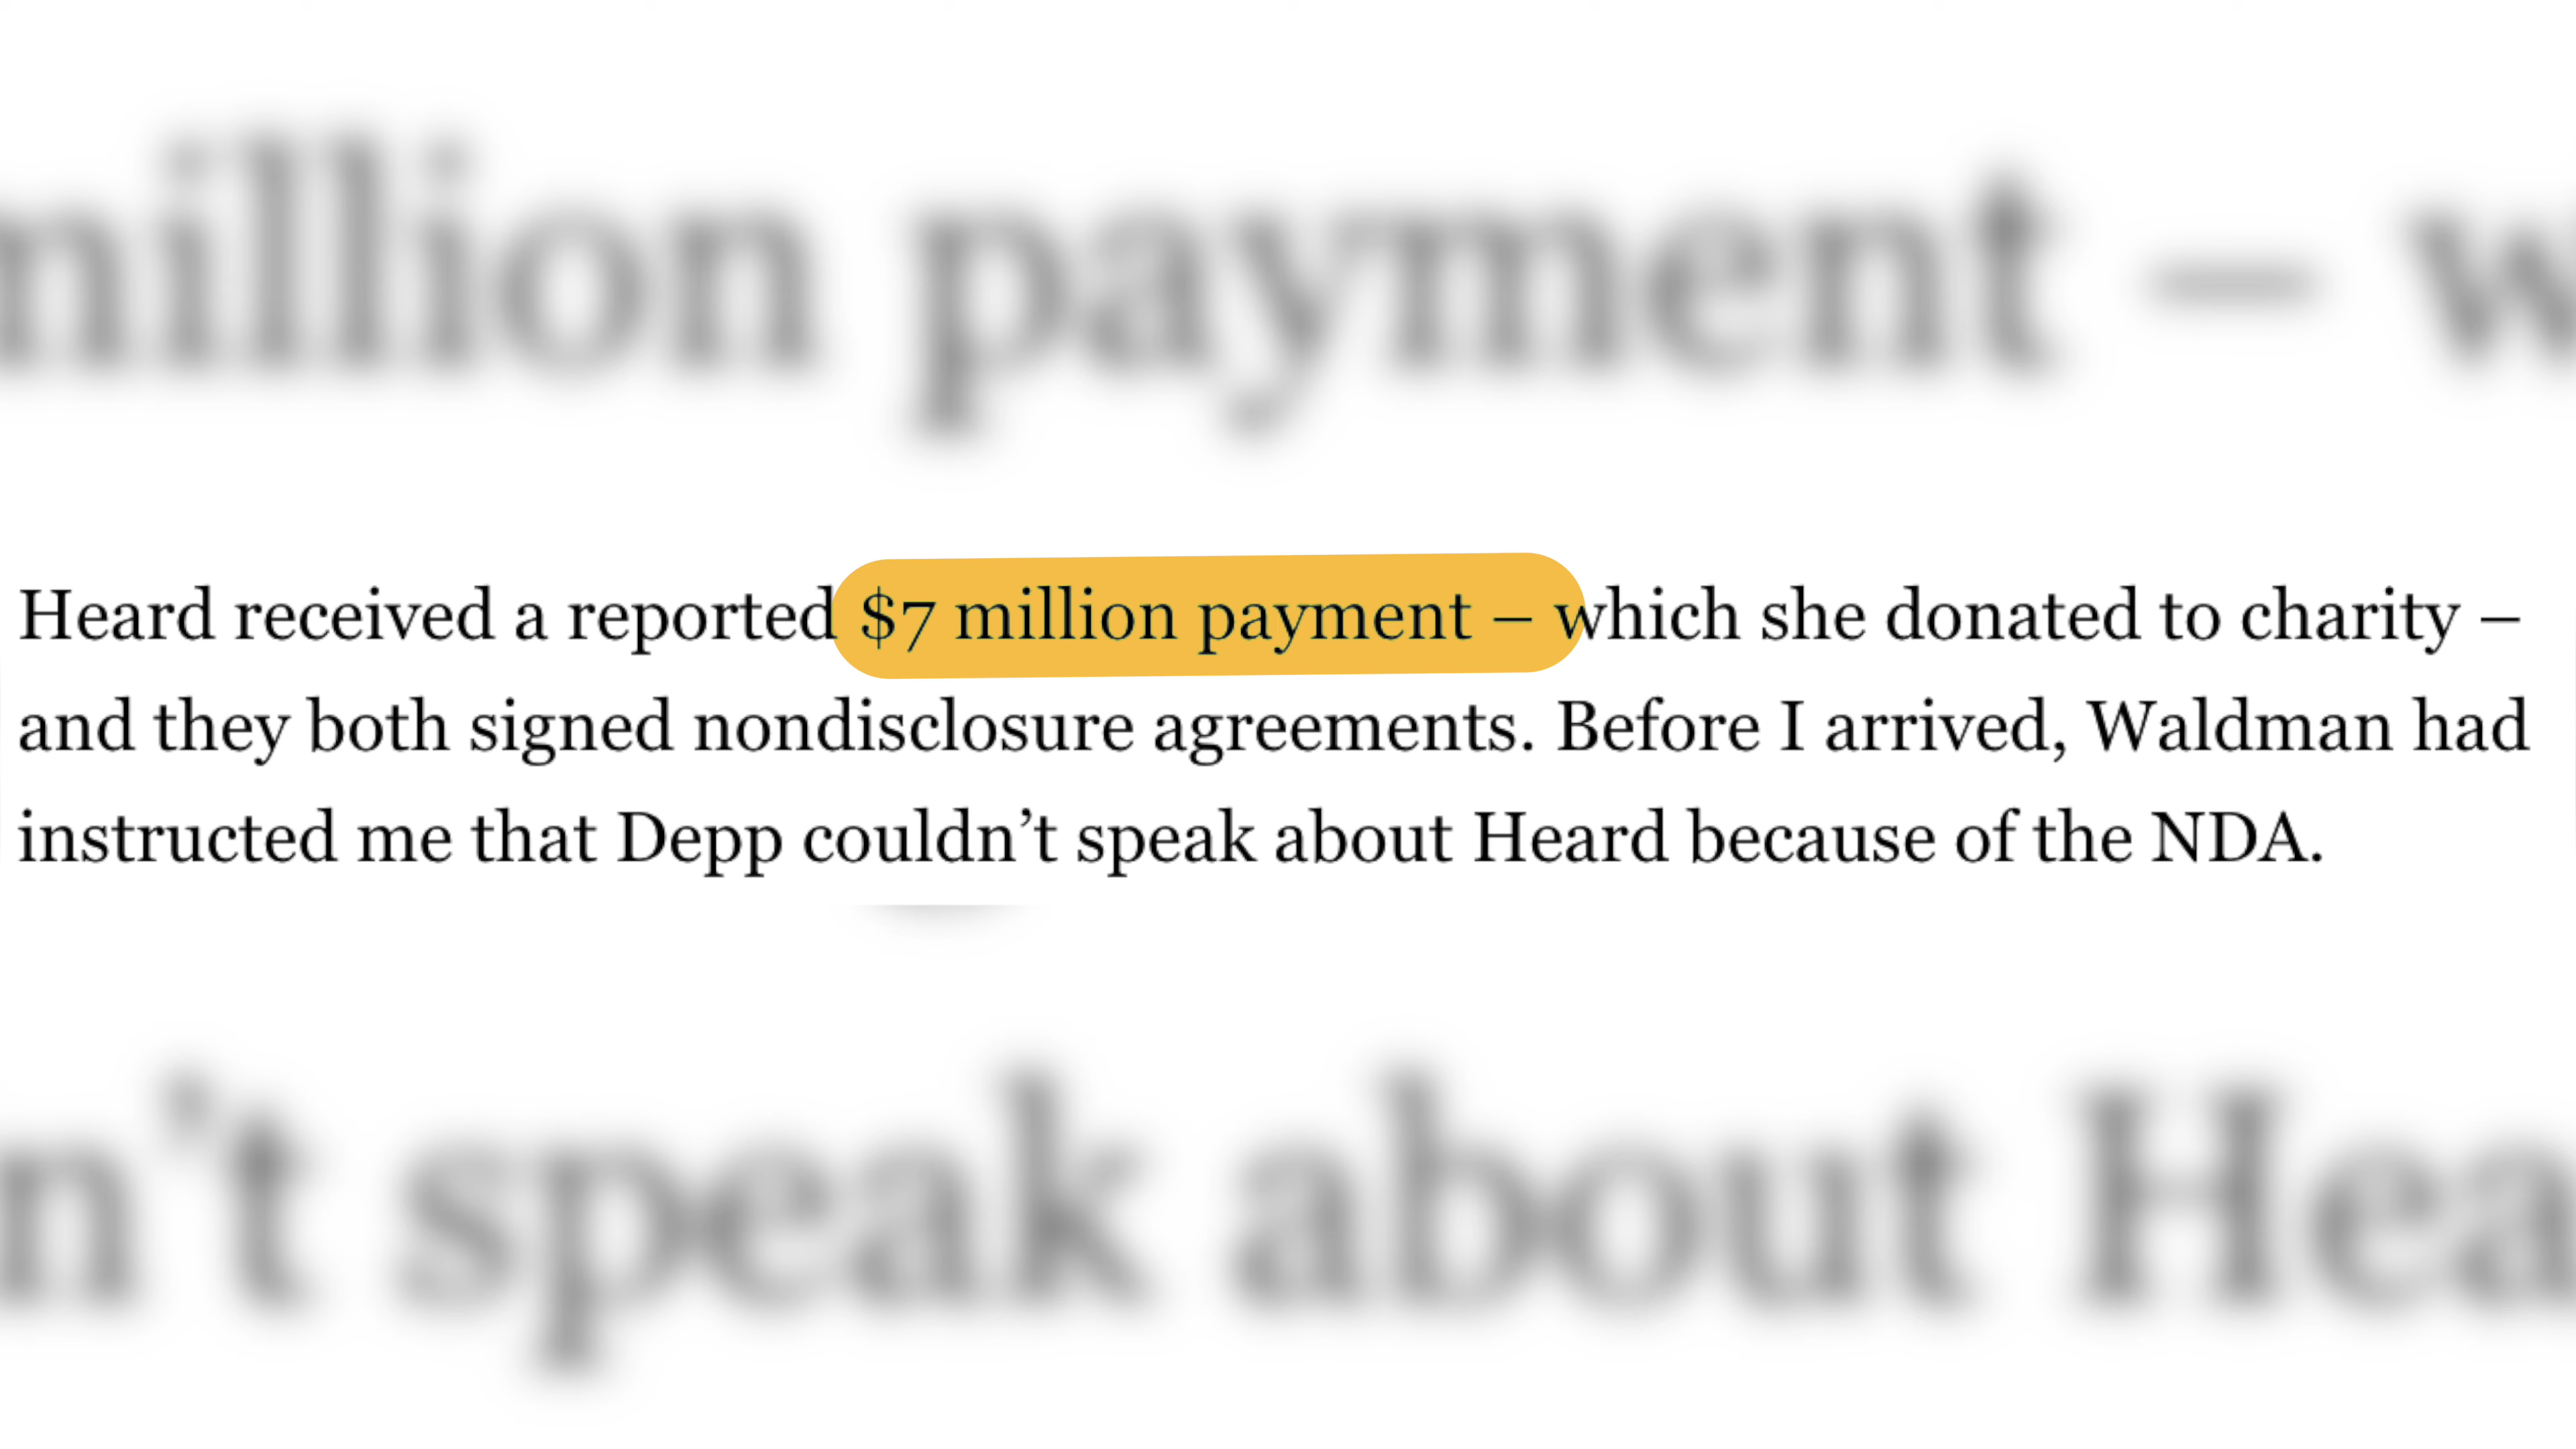 million payment –
Heard received a reported $7 million payment – which she donated to charity –
and they both signed nondisclosure agreements. Before I arrived, Waldman had
instructed me that Depp couldn’t speak about Heard because of the NDA.
speak about